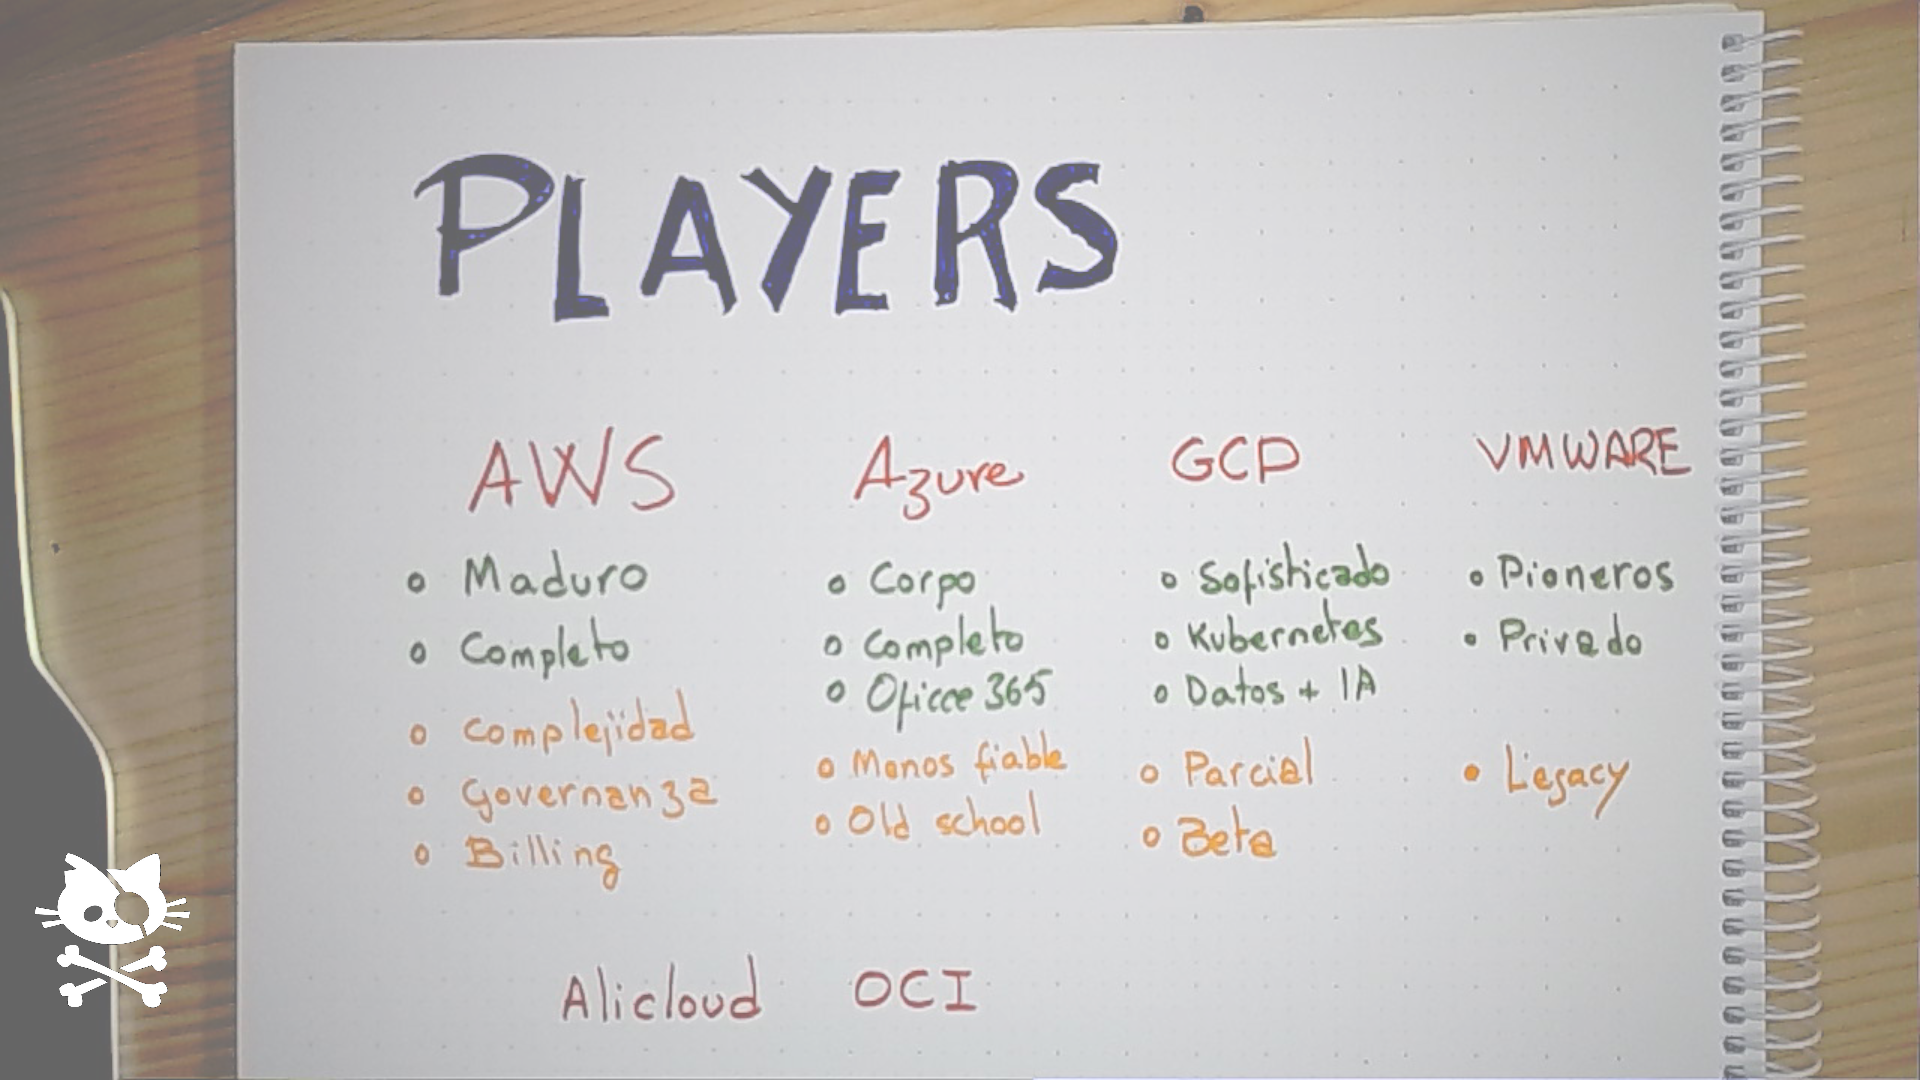 PLAYERS
AWS
Maduro
Completo
Complejidad
Governanza
Billing
Azure
Corpo
Completo
Oficce 365
Menos fiable
Old school
GCP
Sofisticado
Kubernetes
Datos + IA
Parcial
Beta
VMWARE
Pioneros
Privado
Legacy
Alicloud
OCI